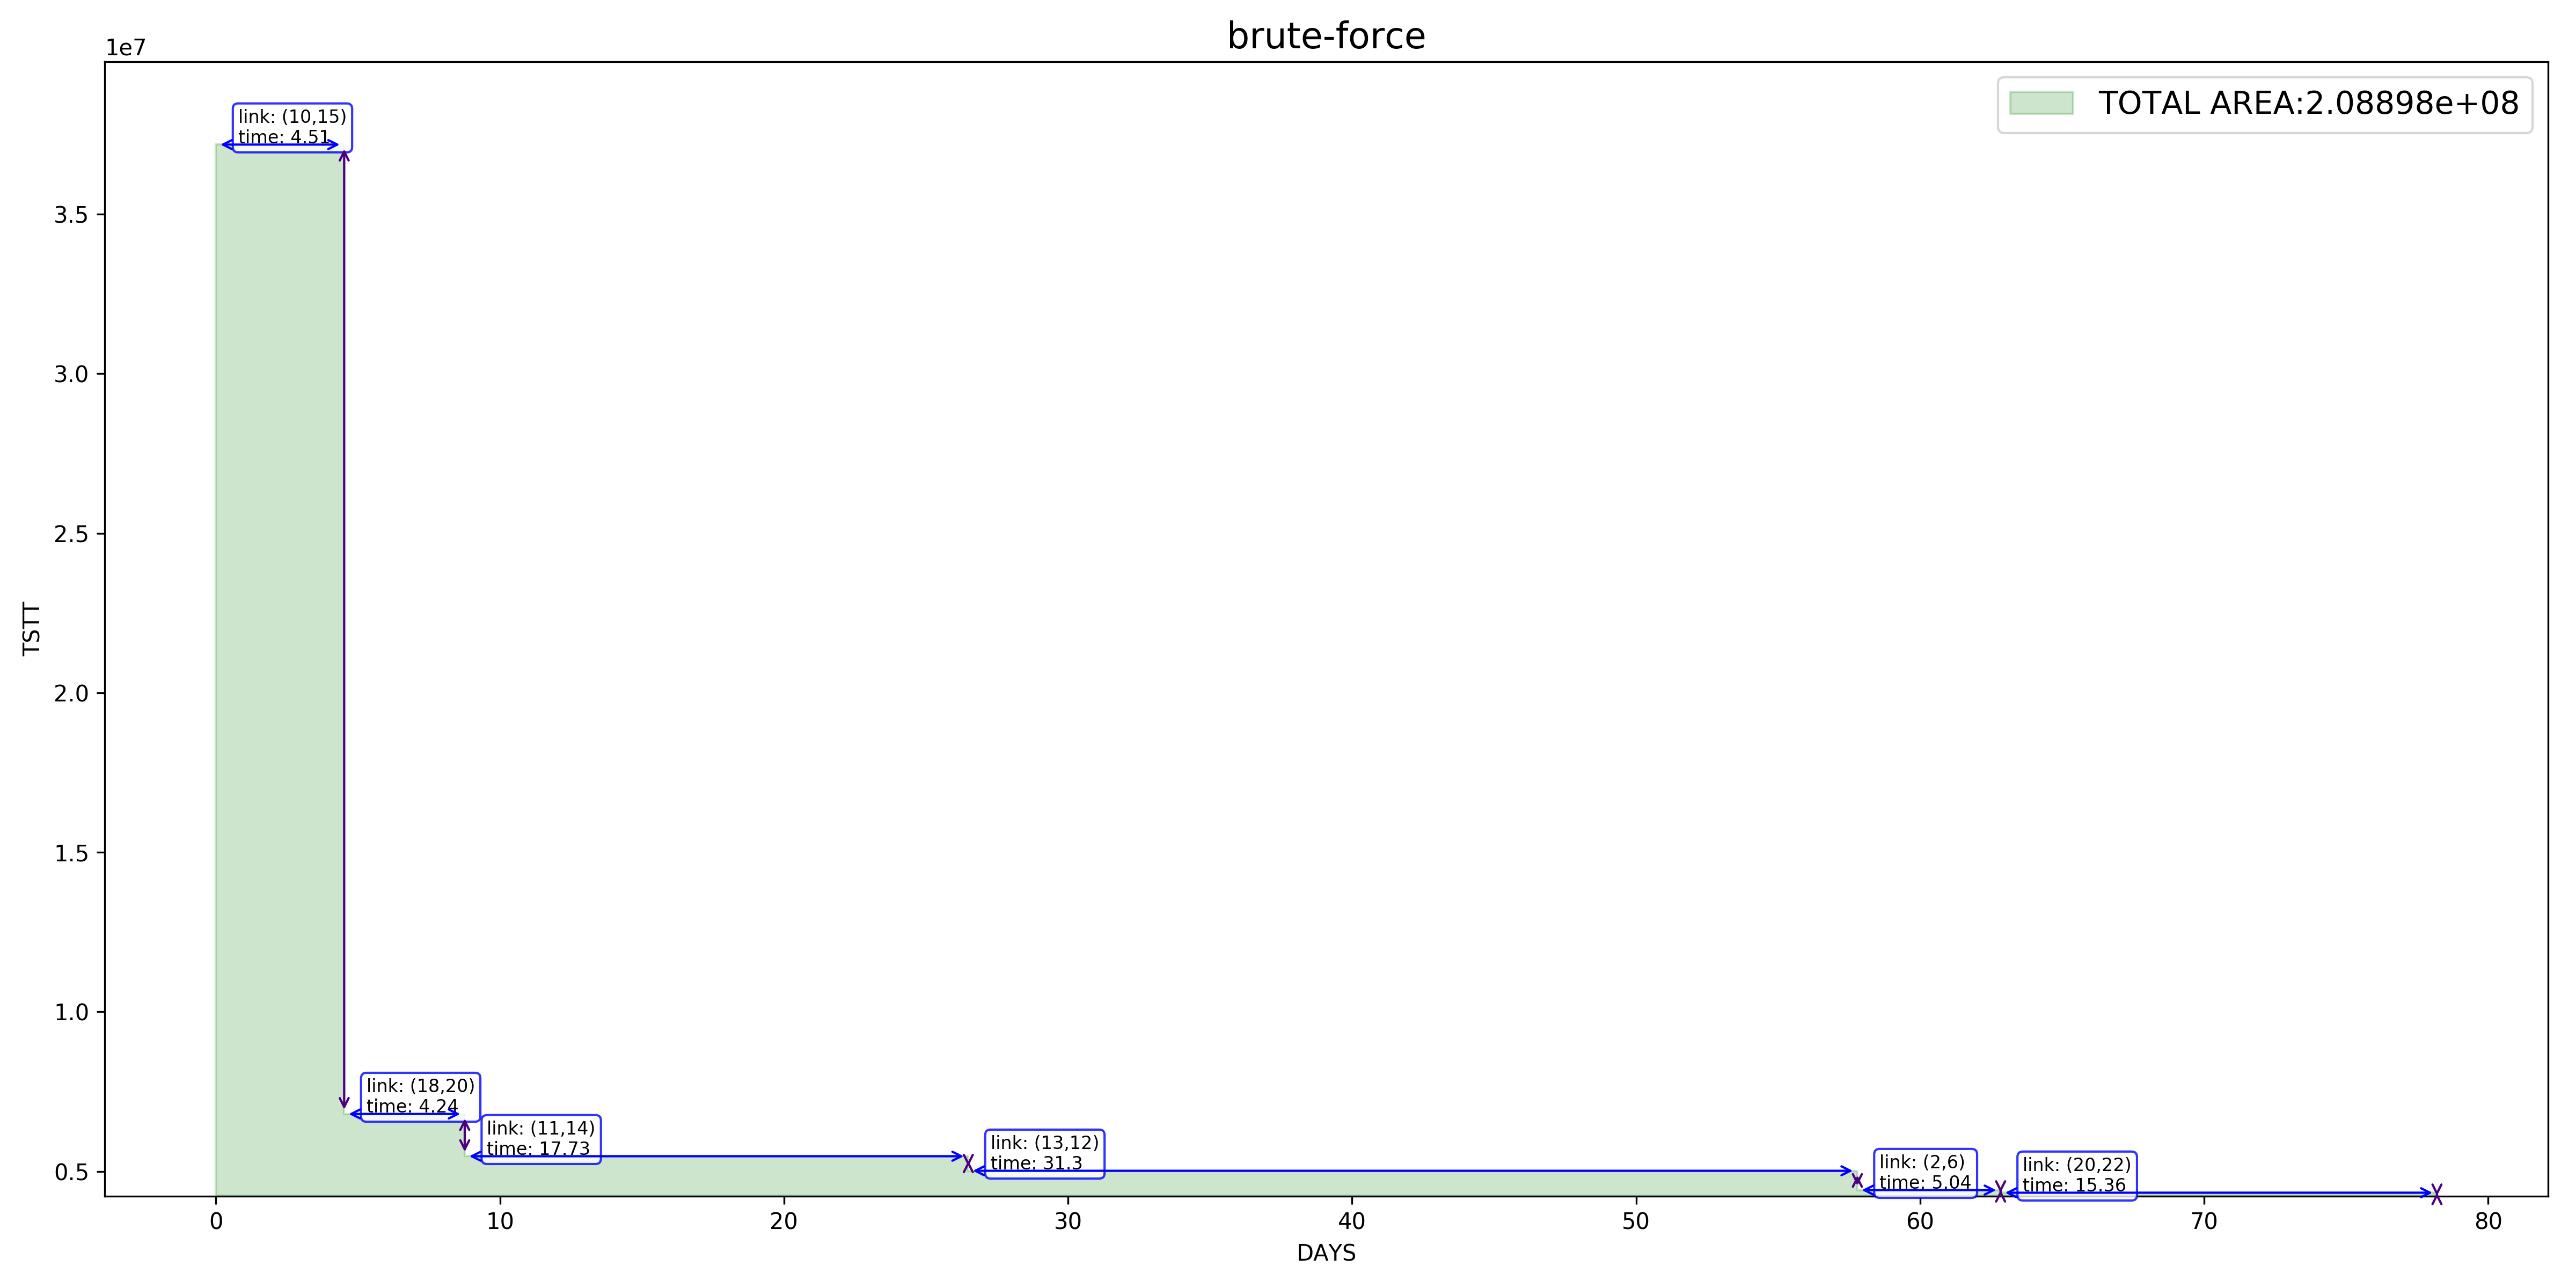 brute-force
1e7
TOTAL AREA:2.08898e+08
link: (10,15)
time: 4.51
3.5
3.0
2.5
TSTT
2.0
1.5
1.0
link: (18,20)
time: 4.24
link: (11,14)
time: 17.73
link: (13,12)
time: 31.3
link: (2,6)
time: 5.04
link: (20,22)
time: 15.36
0.5
0 10 20 30 40 50 60 70 80
DAYS